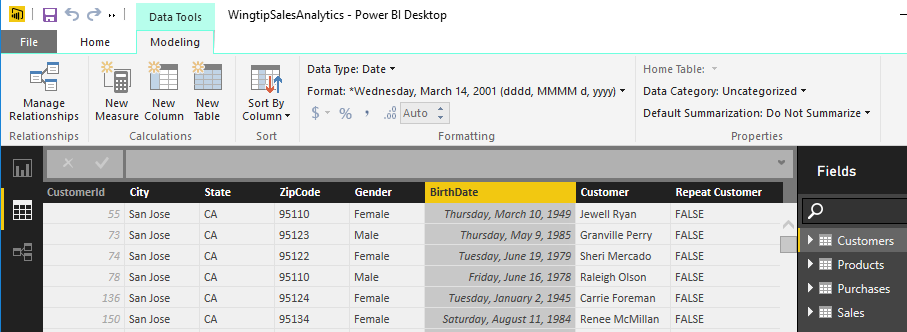 Data Tools WingtipSalesAnalytics - Power BI Desktop
File Home Modeling
Data Type: Date Home Table:
Format: *Wednesday, March 14, 2001 (dddd, MMMM d, yyyy) Data Category: Uncategorized
Manage Relationships New Measure New Column New Table Sort By Column $ % , .00 Auto Default Summarization: Do Not Summarize
Relationships Calculations Sort Formatting Properties
Fields
CustomerId City State ZipCode Gender BirthDate Customer Repeat Customer
55 San Jose CA 95110 Female Thursday, March 10, 1949 Jewell Ryan FALSE
73 San Jose CA 95123 Male Thursday, May 9, 1985 Granville Perry FALSE
Customers
74 San Jose CA 95122 Female Tuesday, June 19, 1979 Sheri Mercado FALSE
Products
78 San Jose CA 95110 Male Friday, June 16, 1978 Raleigh Olson FALSE
Purchases
136 San Jose CA 95124 Female Tuesday, January 2, 1945 Carrie Foreman FALSE
Sales
150 San Jose CA 95134 Female Saturday, August 11, 1984 Renee McMillan FALSE